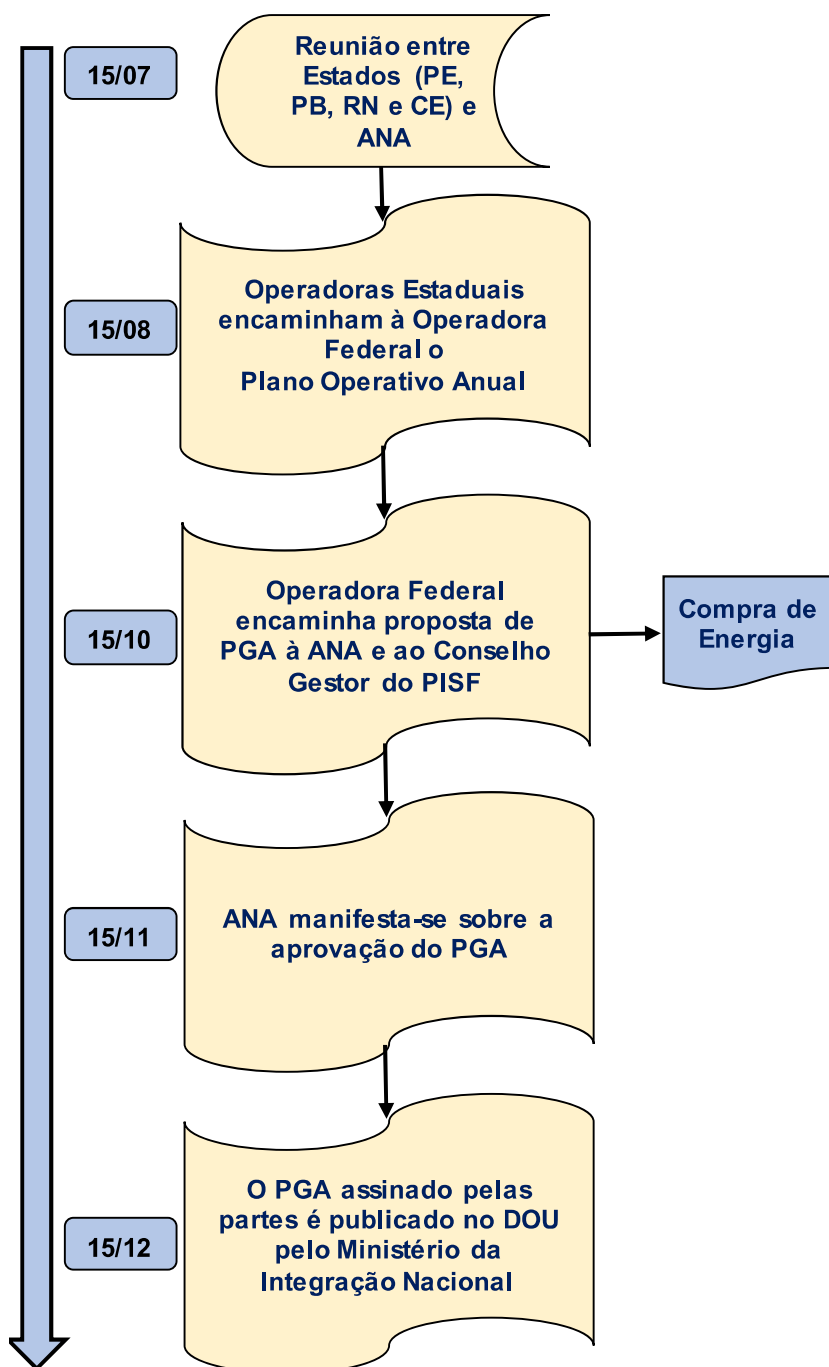 15/07
Reunião entre
Estados (PE,
PB, RN e CE) e
ANA
15/08
Operadoras Estaduais
encaminham à Operadora
Federal o
Plano Operativo Anual
15/10
Operadora Federal
encaminha proposta de
PGA à ANA e ao Conselho
Gestor do PISF
Compra de
Energia
15/11
ANA manifesta-se sobre a
aprovação do PGA
15/12
O PGA assinado pelas
partes é publicado no DOU
pelo Ministério da
Integração Nacional